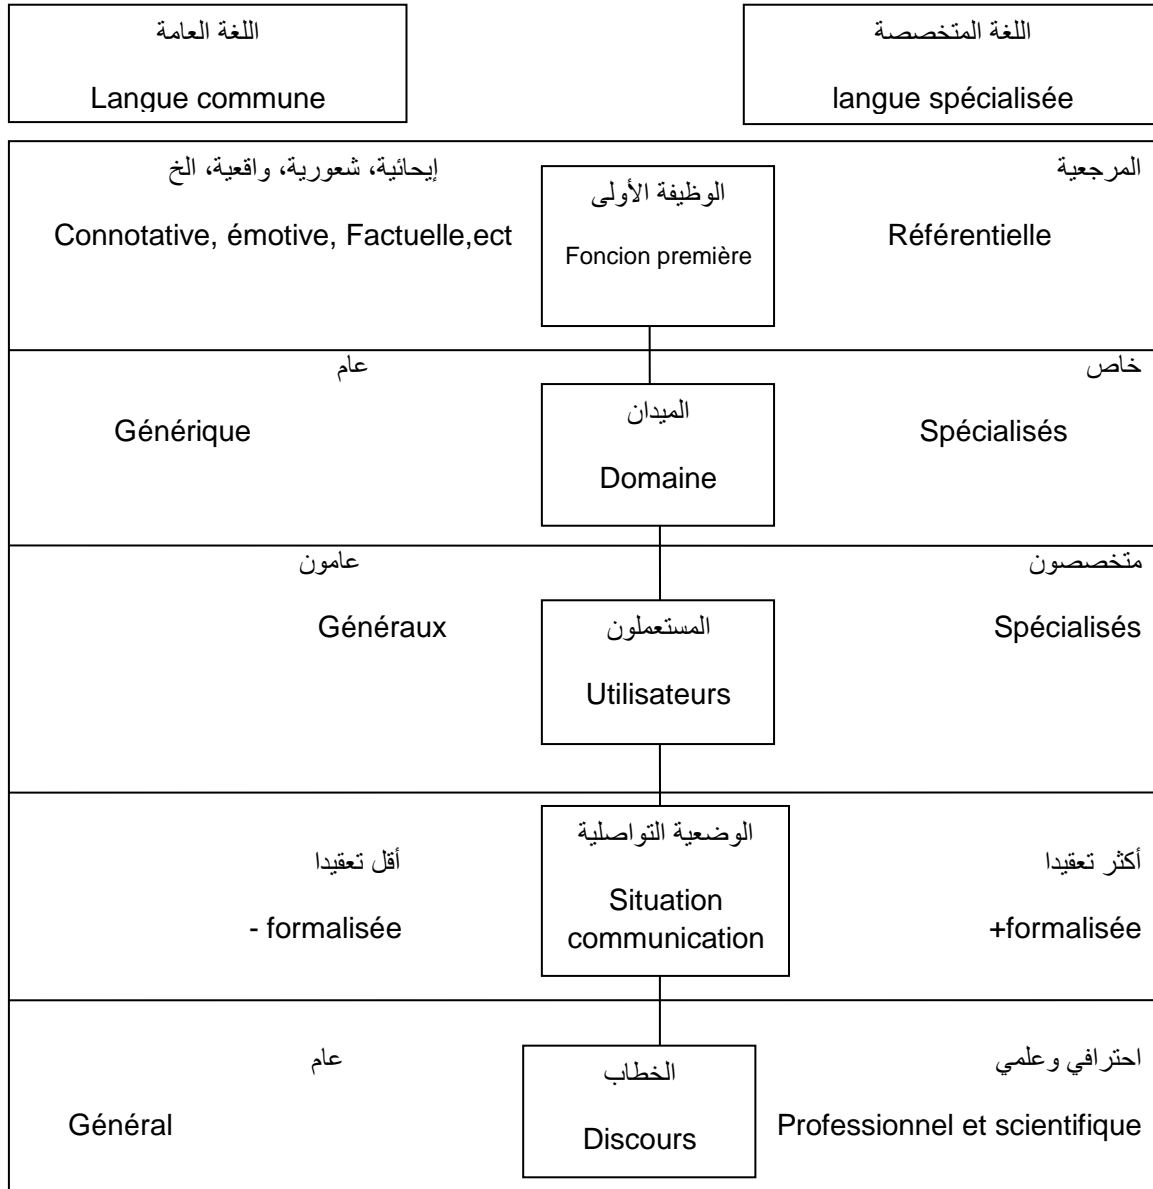 اللغة العامة
Langue commune
اللغة المتخصصة
langue spécialisée
إيحائية، شعورية، واقعية، الخ
Connotative, émotive, Factuelle,ect
الوظيفة الأولى
Foncion première
المرجعية
Référentielle
عام
Générique
الميدان
Domaine
خاص
Spécialisés
عامون
Généraux
المستعملون
Utilisateurs
متخصصون
Spécialisés
أقل تعقيدا
- formalisée
الوضعية التواصلية
Situation
communication
أكثر تعقيدا
+formalisée
عام
Général
الخطاب
Discours
احترافي وعلمي
Professionnel et scientifique